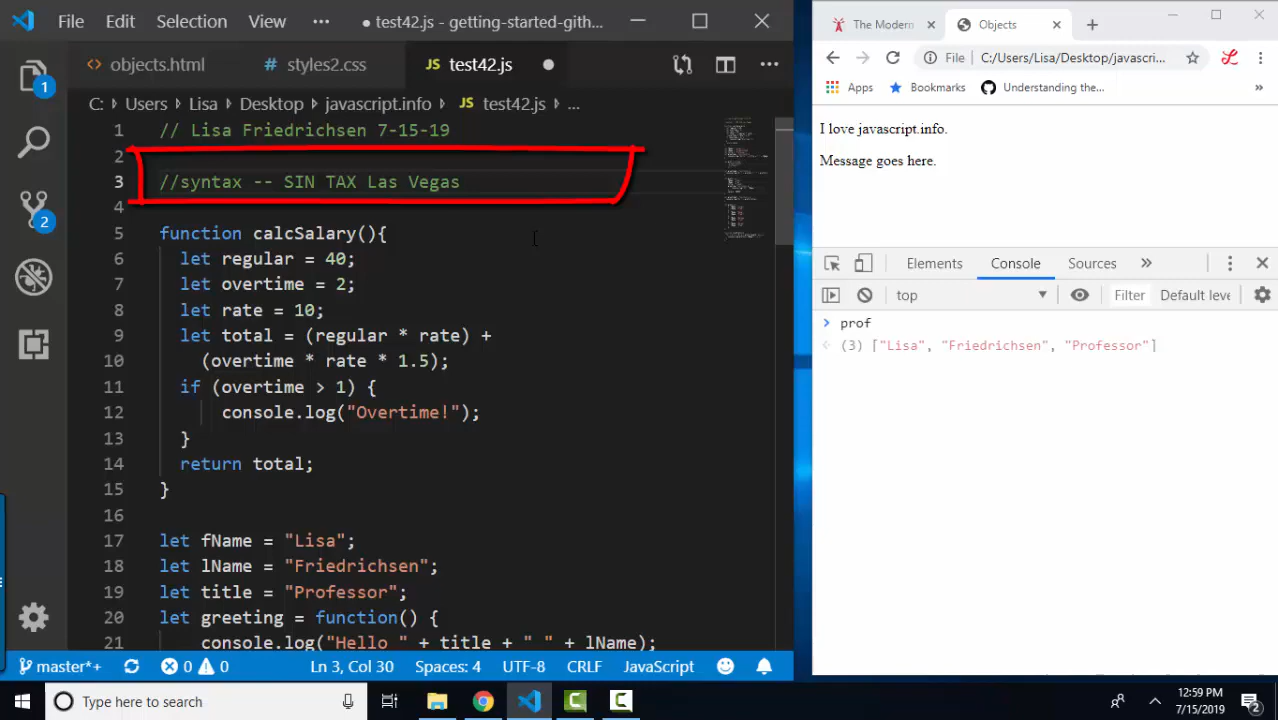 File Edit Selection View ••• ● test42.js - getting-started-gith...
<> objects.html # styles2.css JS test42.js ●
C: > Users > Lisa > Desktop > javascript.info > JS test42.js > ...
1 // Lisa Friedrichsen 7-15-19
2
3 //syntax -- SIN TAX Las Vegas
4
5 function calcSalary(){
6 let regular = 40;
7 let overtime = 2;
8 let rate = 10;
9 let total = (regular * rate) +
10 (overtime * rate * 1.5);
11 if (overtime > 1) {
12 console.log("Overtime!");
13 }
14 return total;
15 }
16
17 let fName = "Lisa";
18 let lName = "Friedrichsen";
19 let title = "Professor";
20 let greeting = function() {
21 console.log("Hello " + title + " " + lName);
1
2
master*+ 0 0 Ln 3, Col 30 Spaces: 4 UTF-8 CRLF JavaScript
The Modern Objects
File C:/Users/Lisa/Desktop/javascri...
Apps Bookmarks Understanding the... »
I love javascript.info.
Message goes here.
Elements Console Sources »
top Filter Default leve
> prof
(3) ["Lisa", "Friedrichsen", "Professor"]
Type here to search
12:59 PM
7/15/2019
2